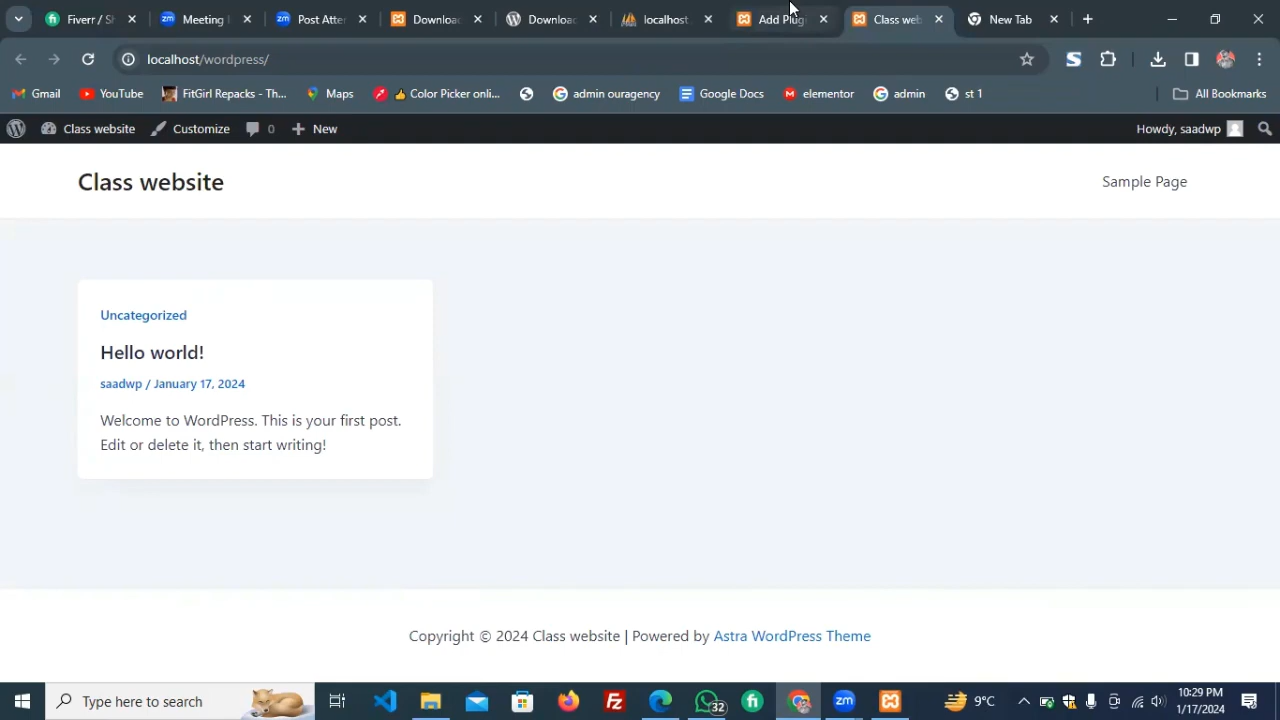 Fiverr / S
Meeting
Post Atter
Downloa
Downloa
localhost
Add Plug
Class web
New Tab
localhost/wordpress/
Gmail
YouTube
FitGirl Repacks - Th...
Maps
Color Picker onli...
admin ouragency
Google Docs
elementor
admin
st 1
All Bookmarks
Class website
Customize
0
New
Howdy, saadwp
Class website
Sample Page
Uncategorized
Hello world!
saadwp / January 17, 2024
Welcome to WordPress. This is your first post.
Edit or delete it, then start writing!
Copyright © 2024 Class website | Powered by Astra WordPress Theme
Type here to search
32
9°C
10:29 PM
1/17/2024